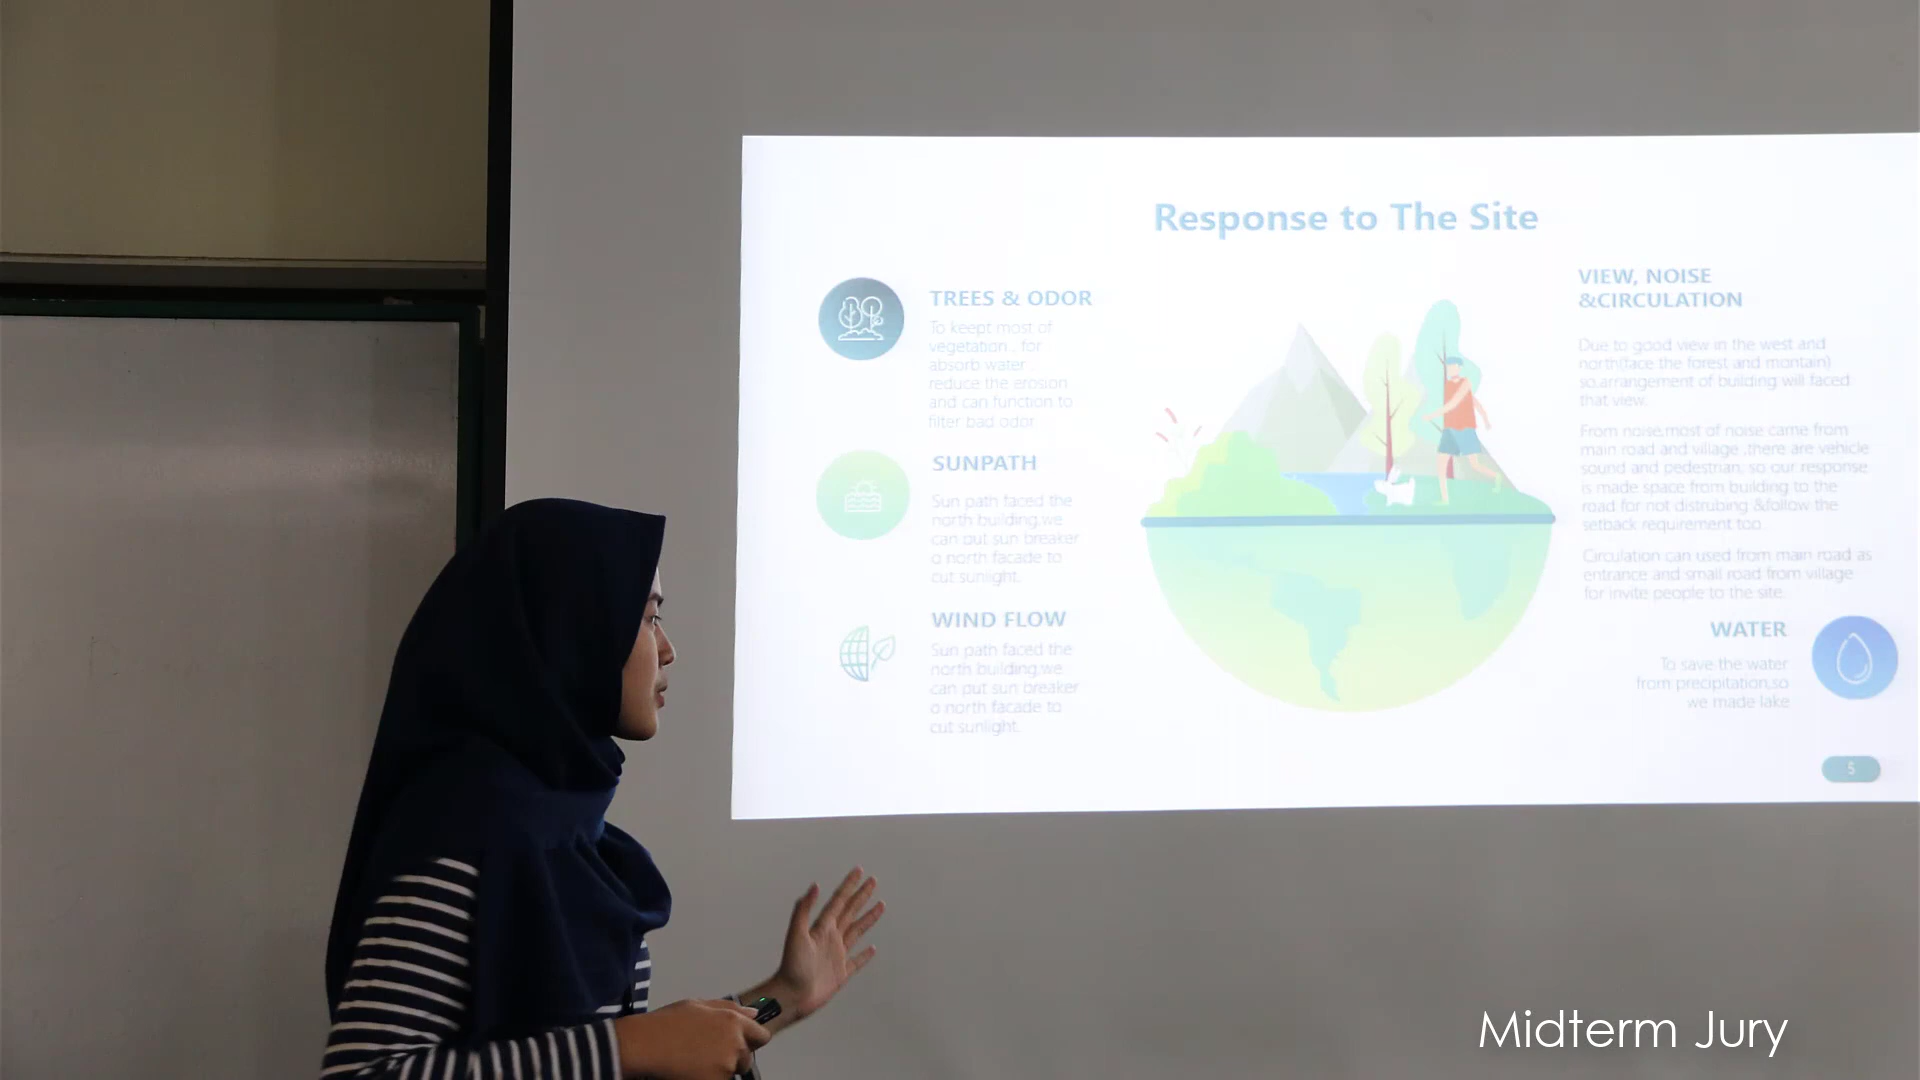 Response to The Site
TREES & ODOR
To keept most of
vegetation , for
absorb water ,
reduce the erosion
and can function to
filter bad odor
SUNPATH
Sun path faced the
north building,we
can put sun breaker
o north facade to
cut sunlight.
WIND FLOW
Sun path faced the
north building,we
can put sun breaker
o north facade to
cut sunlight.
VIEW, NOISE
&CIRCULATION
Due to good view in the west and
north(face the forest and montain)
so,arrangement of building will faced
that view.
From noise,most of noise came from
main road and village ,there are vehicle
sound and pedestrian, so our response
is made space from building to the
road for not distrubing &follow the
setback requirement too.
Circulation can used from main road as
entrance and small road from village
for invite people to the site.
WATER
To save the water
from precipitation,so
we made lake
5
Midterm Jury